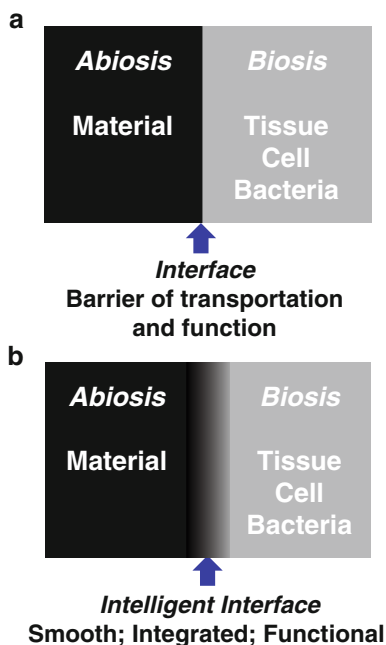 a
Abiosis
Material
Biosis
Tissue
Cell
Bacteria
Interface
Barrier of transportation
and function
b
Abiosis
Material
Biosis
Tissue
Cell
Bacteria
Intelligent Interface
Smooth; Integrated; Functional